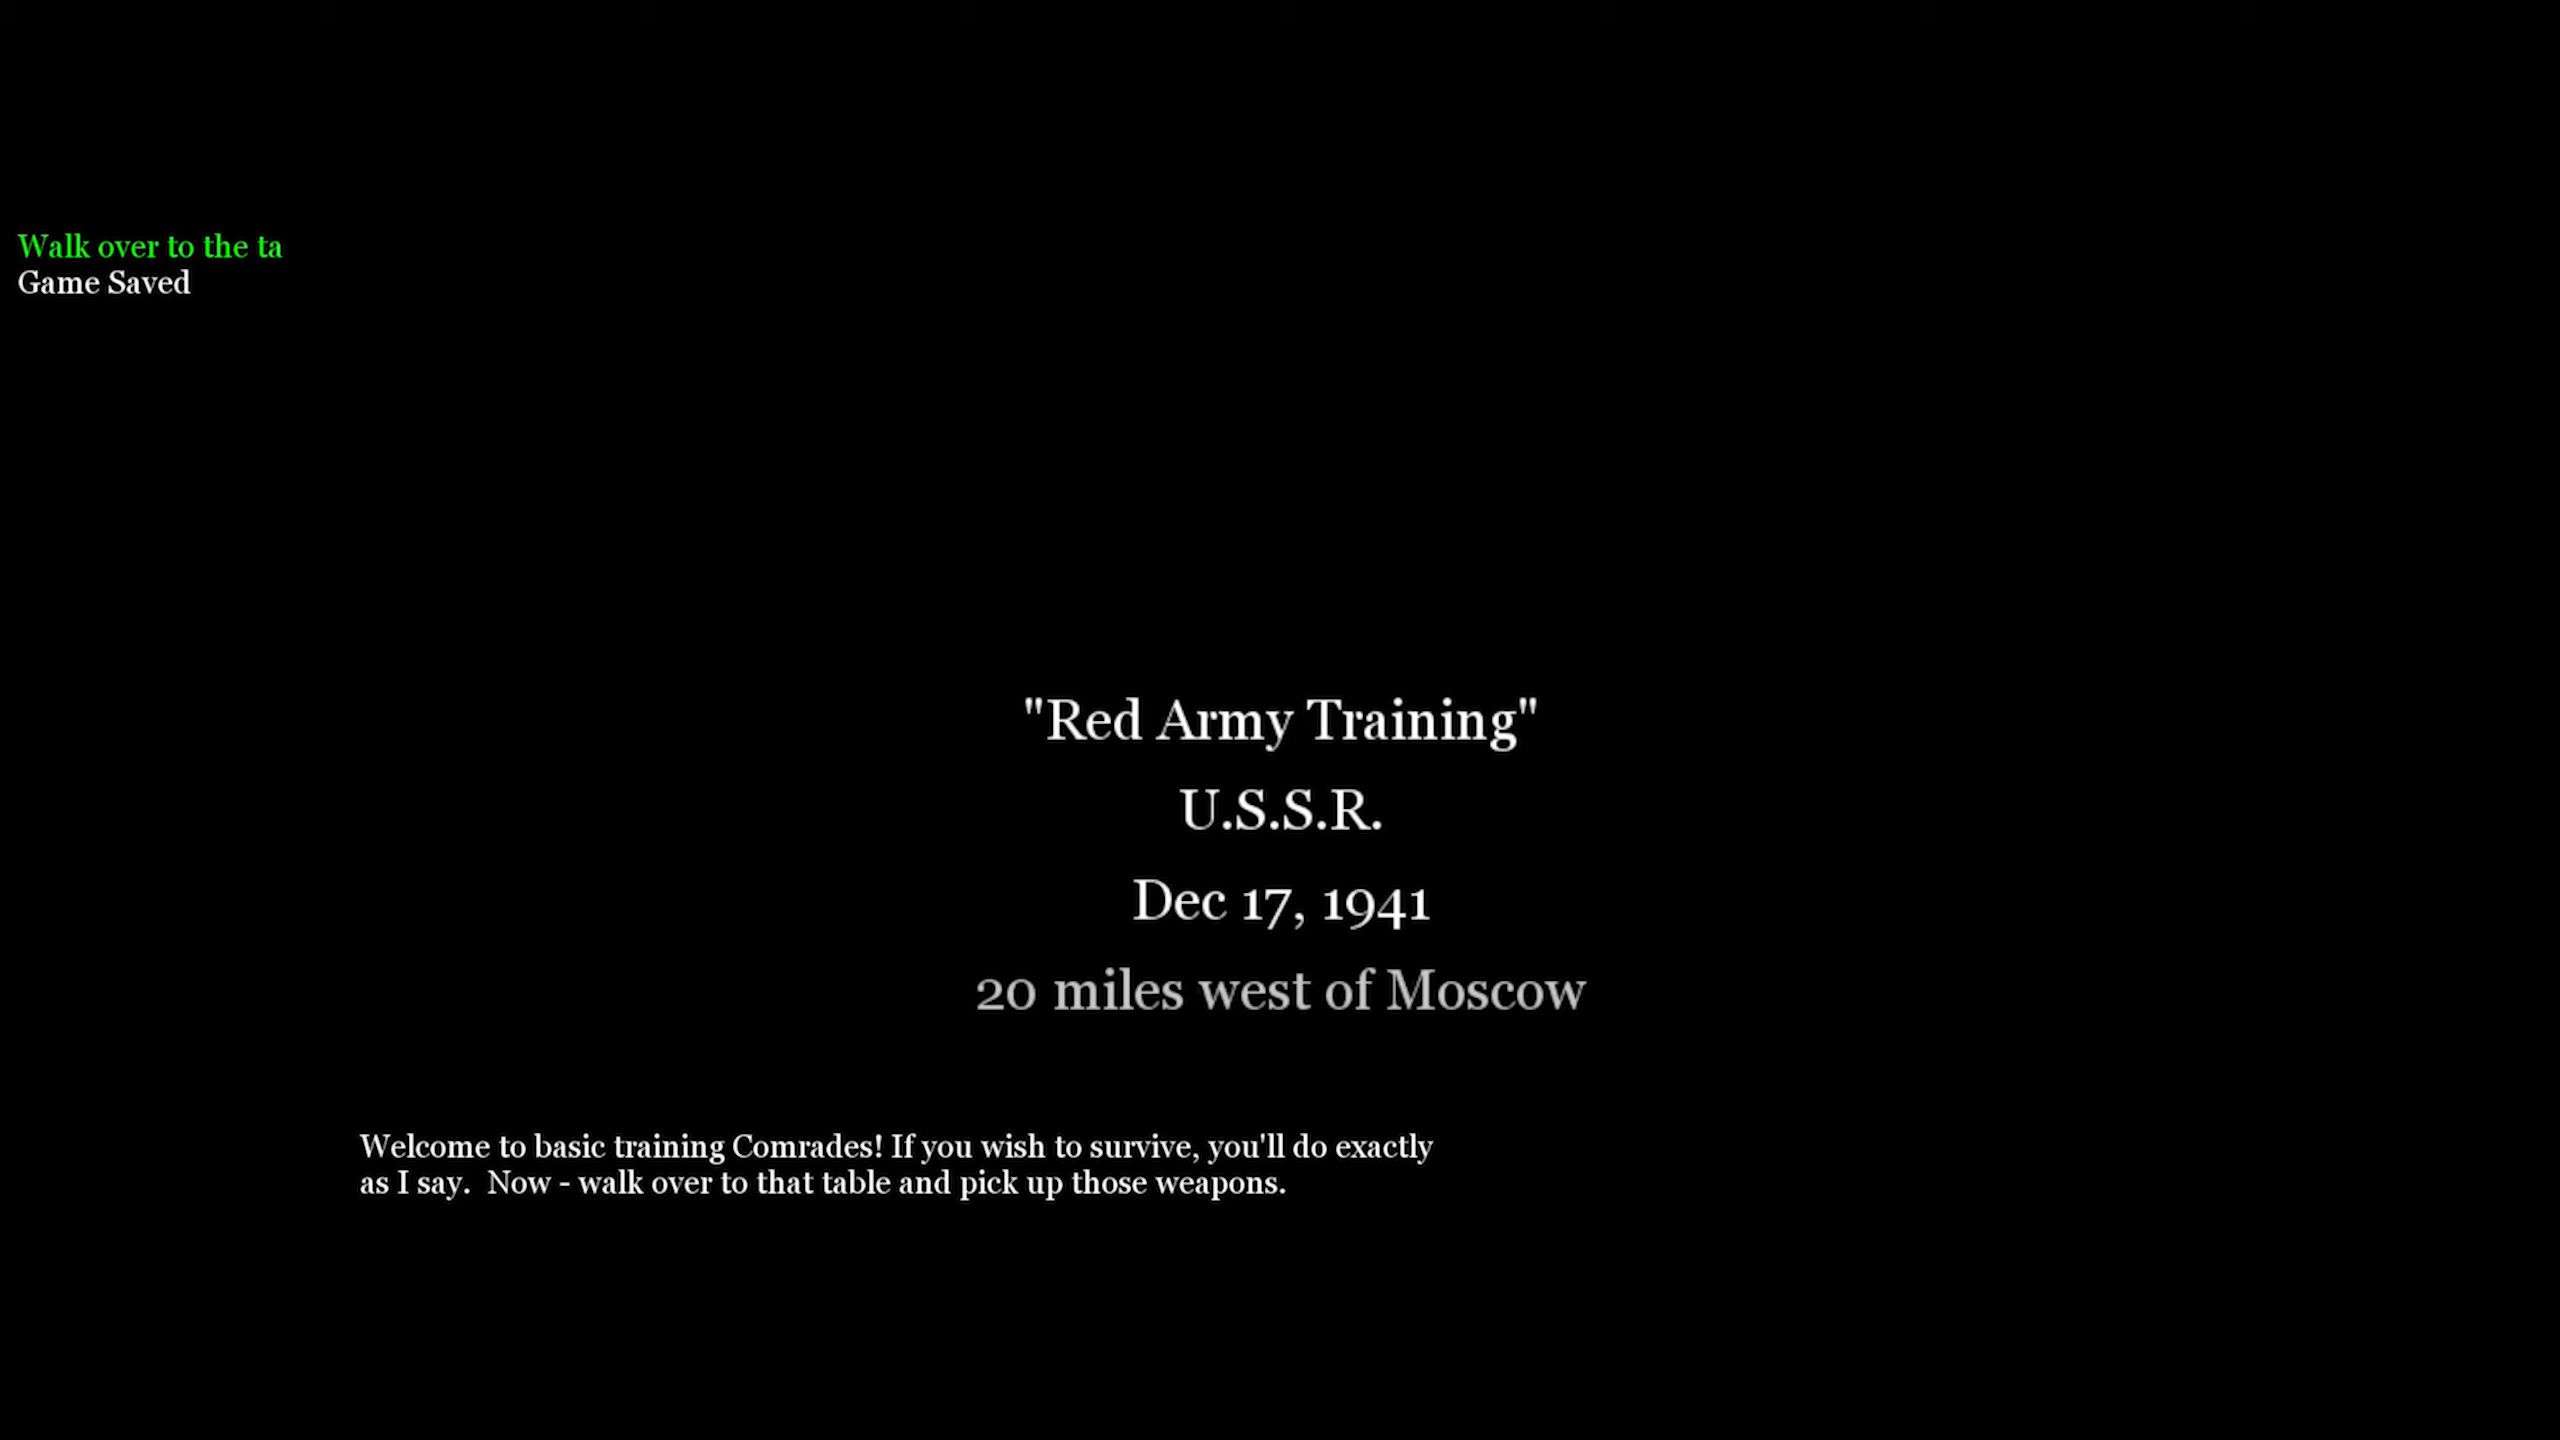 Walk over to the ta
Game Saved
"Red Army Training"
U.S.S.R.
Dec 17, 1941
20 miles west of Moscow
Welcome to basic training Comrades! If you wish to survive, you'll do exactly
as I say.  Now - walk over to that table and pick up those weapons.